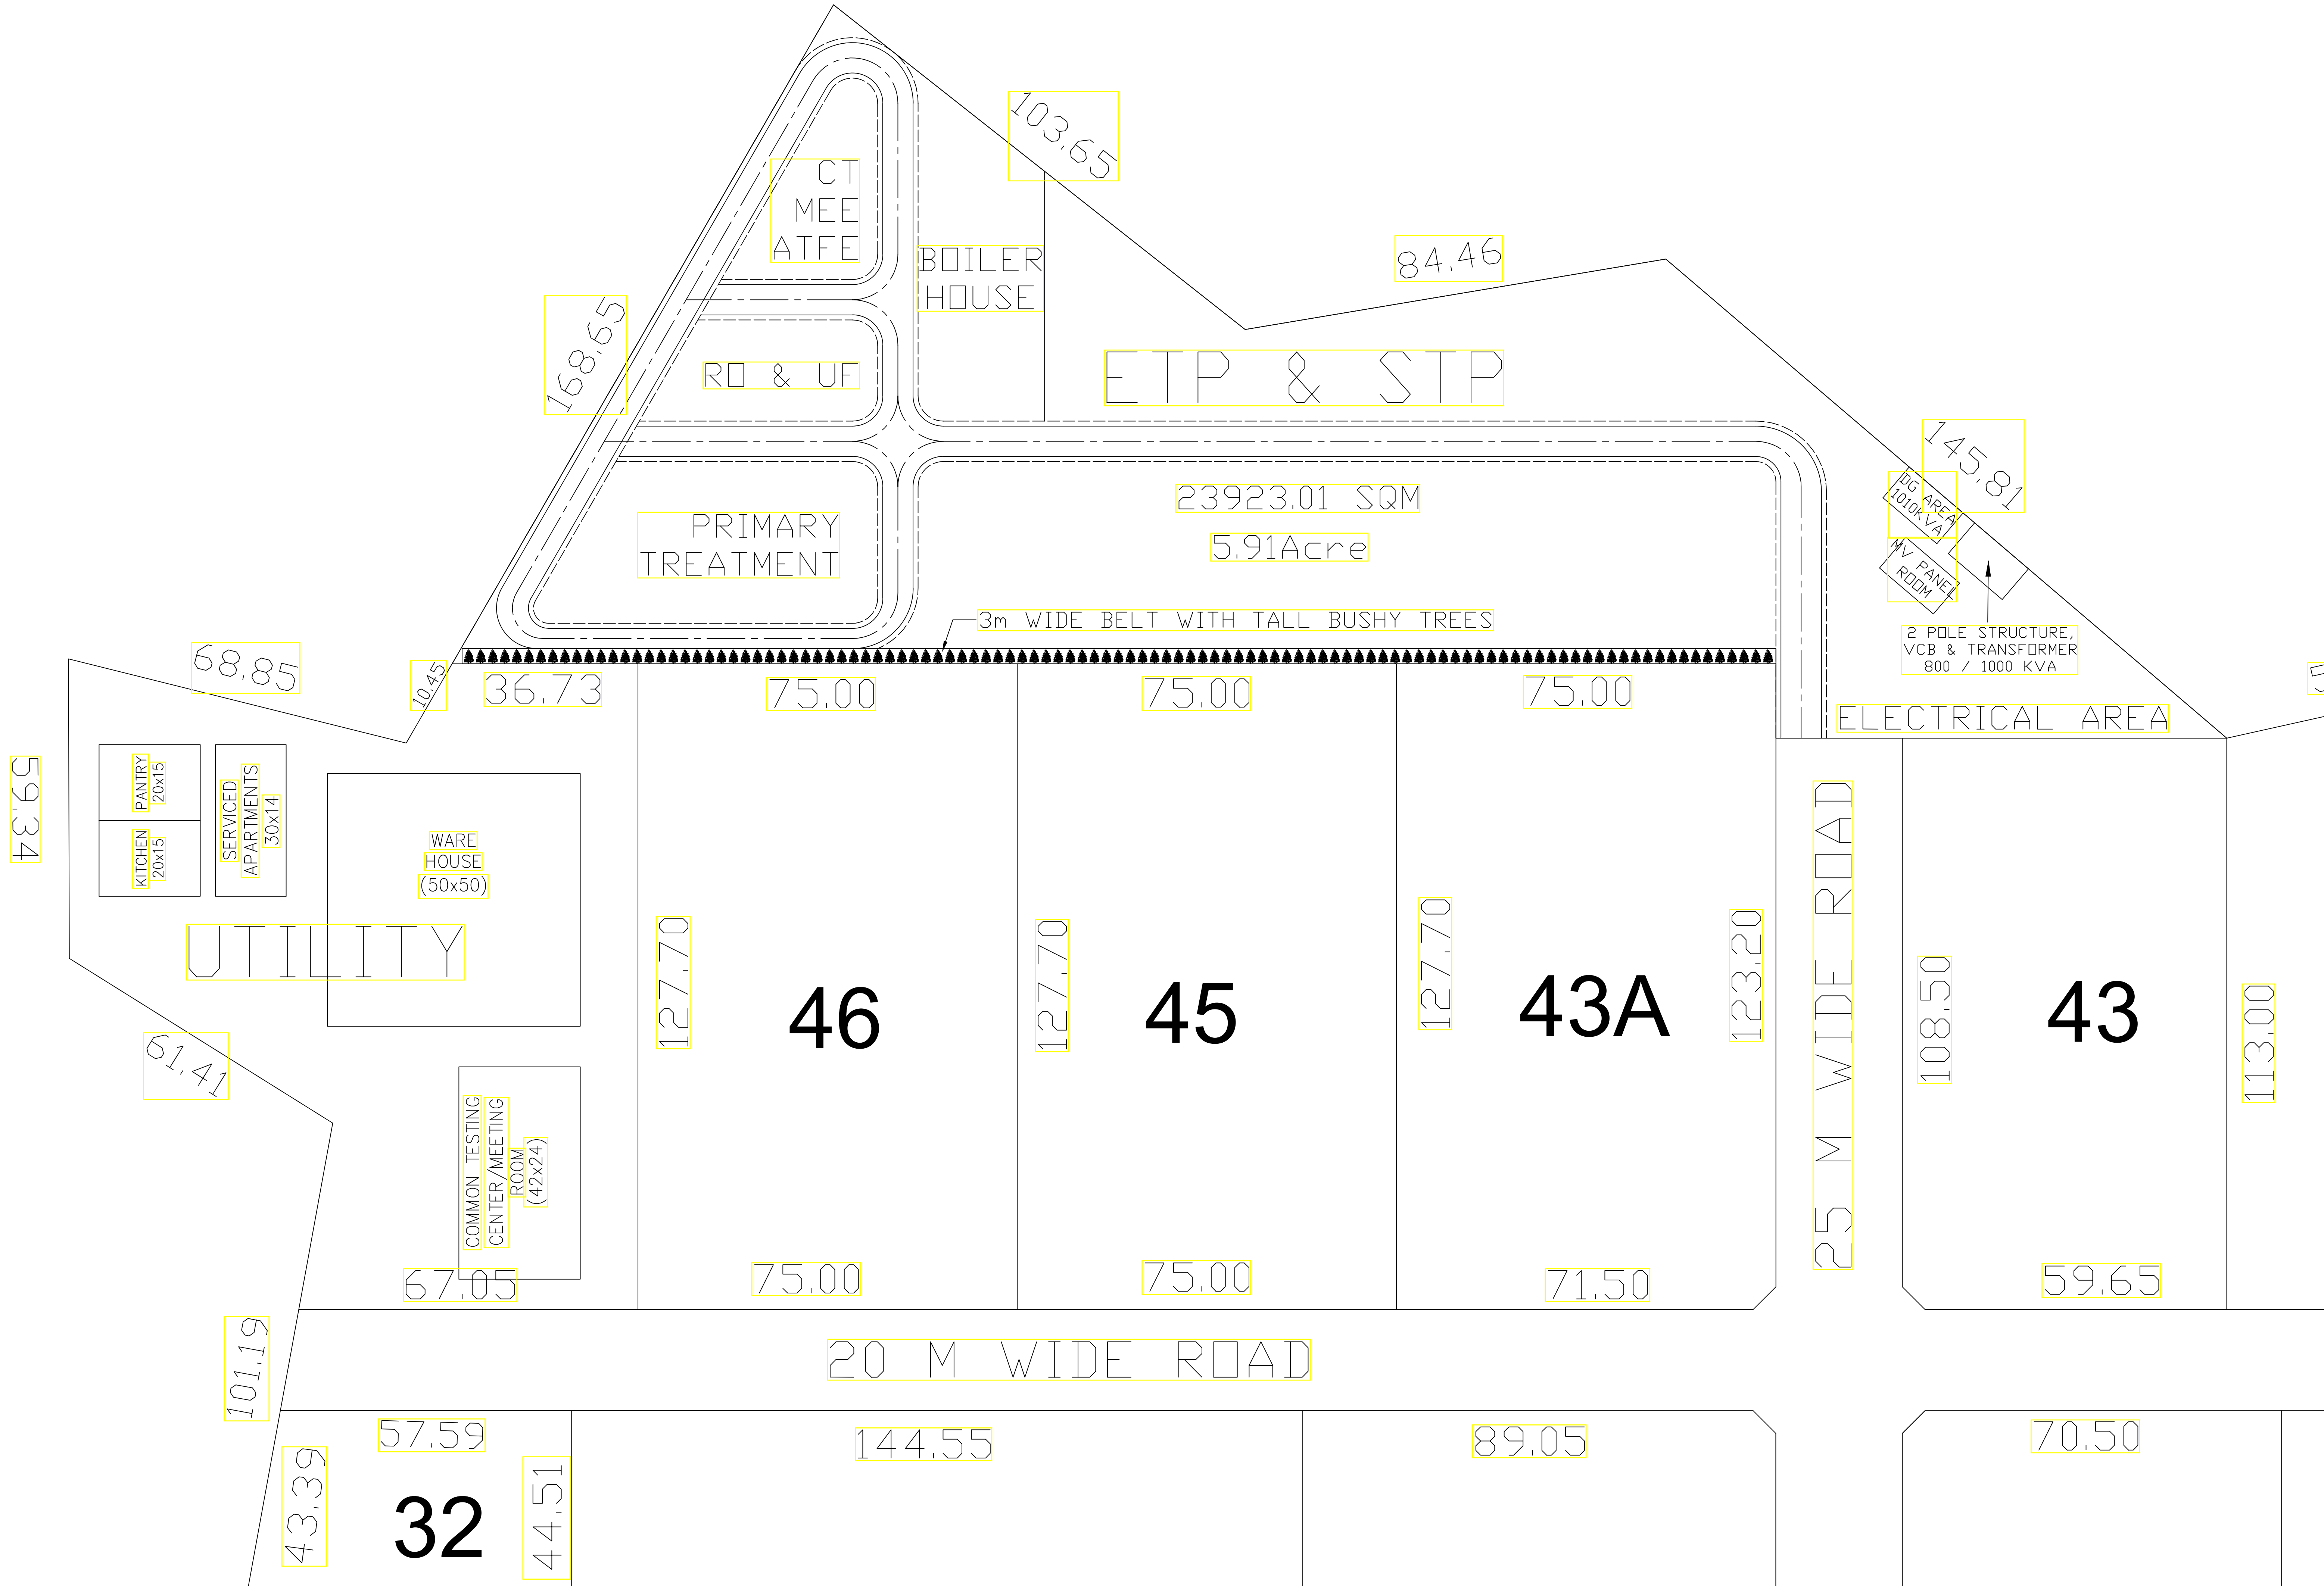 103.65
CT
MEE
ATFE
BOILER
HOUSE
84.46
168.65
RO & UF
ETP & STP
145.81
DG AREA
1010KVA
23923.01 SQM
5.91Acre
PRIMARY
TREATMENT
MV PANEL
ROOM
3m WIDE BELT WITH TALL BUSHY TREES
2 POLE STRUCTURE,
VCB & TRANSFORMER
800 / 1000 KVA
68.85
10.45
36.73
75.00
75.00
75.00
ELECTRICAL AREA
59.34
PANTRY
20x15
KITCHEN
20x15
SERVICED
APARTMENTS
30x14
WARE
HOUSE
(50x50)
UTILITY
127.70
46
127.70
45
127.70
43A
123.20
25 M WIDE ROAD
108.50
43
113.00
61.41
COMMON TESTING
CENTER/MEETING
ROOM
(42x24)
67.05
75.00
75.00
71.50
59.65
101.19
20 M WIDE ROAD
57.59
144.55
89.05
70.50
43.39
32
44.51